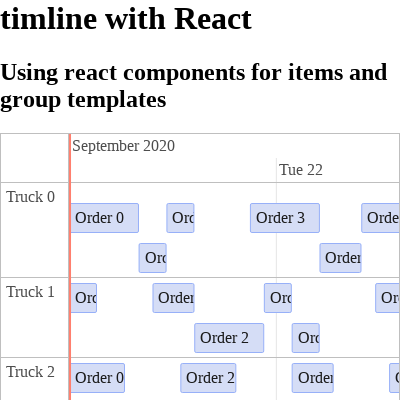 timline with React
Using react components for items and
group templates
September 2020
Tue 22
Truck 0
Order 0
Orc
Order 3
Orde
Orc
Order
Truck 1
Orc
Order
Orc
Or
Order 2
Orc
Truck 2
Order 0
Order 2
Order